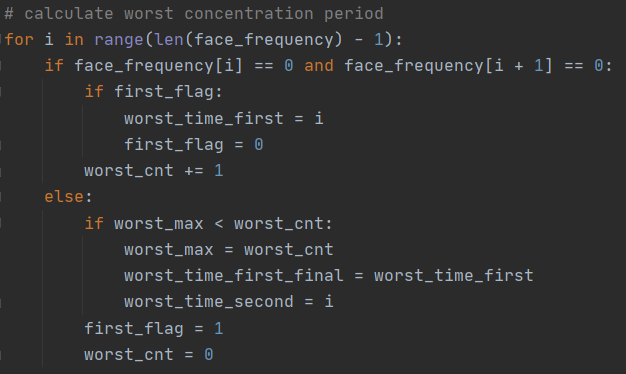 # calculate worst concentration period
for i in range(len(face_frequency) - 1):
    if face_frequency[i] == 0 and face_frequency[i + 1] == 0:
        if first_flag:
            worst_time_first = i
            first_flag = 0
        worst_cnt += 1
    else:
        if worst_max < worst_cnt:
            worst_max = worst_cnt
            worst_time_first_final = worst_time_first
            worst_time_second = i
        first_flag = 1
        worst_cnt = 0